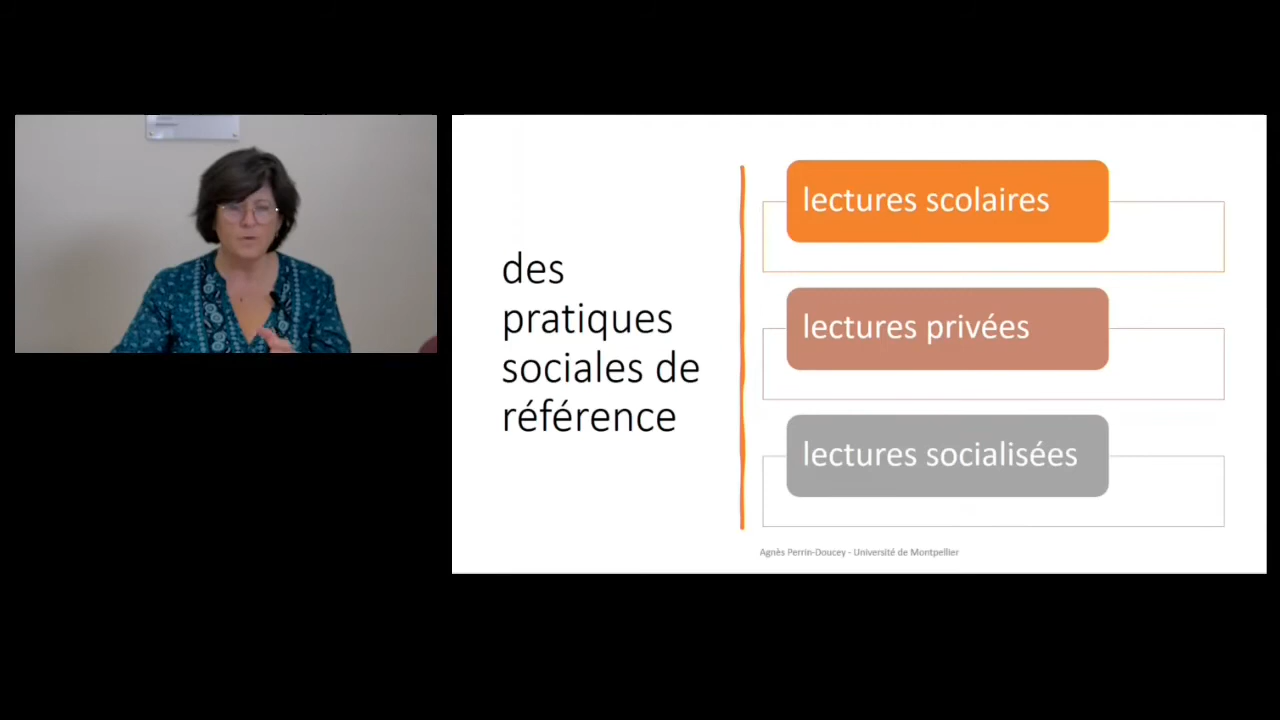 des
pratiques
sociales de
référence
lectures scolaires
lectures privées
lectures socialisées
Agnès Perrin-Doucey - Université de Montpellier